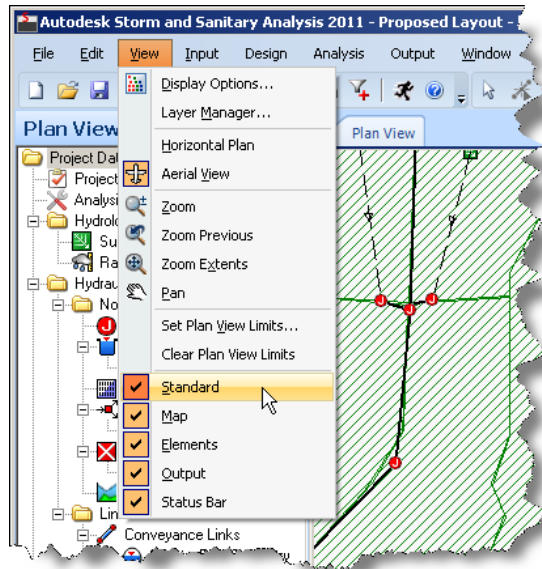 Autodesk Storm and Sanitary Analysis 2011 - Proposed Layout -
File Edit View Input Design Analysis Output Window
Plan View
Plan View
Display Options...
Layer Manager...
Horizontal Plan
Aerial View
Zoom
Zoom Previous
Zoom Extents
Pan
Set Plan View Limits...
Clear Plan View Limits
Standard
Map
Elements
Output
Status Bar
Project Da
Project
Analysi
Hydrolo
Su
Ra
Hydrau
No
J
Lin
Conveyance Links
J
J
J
J